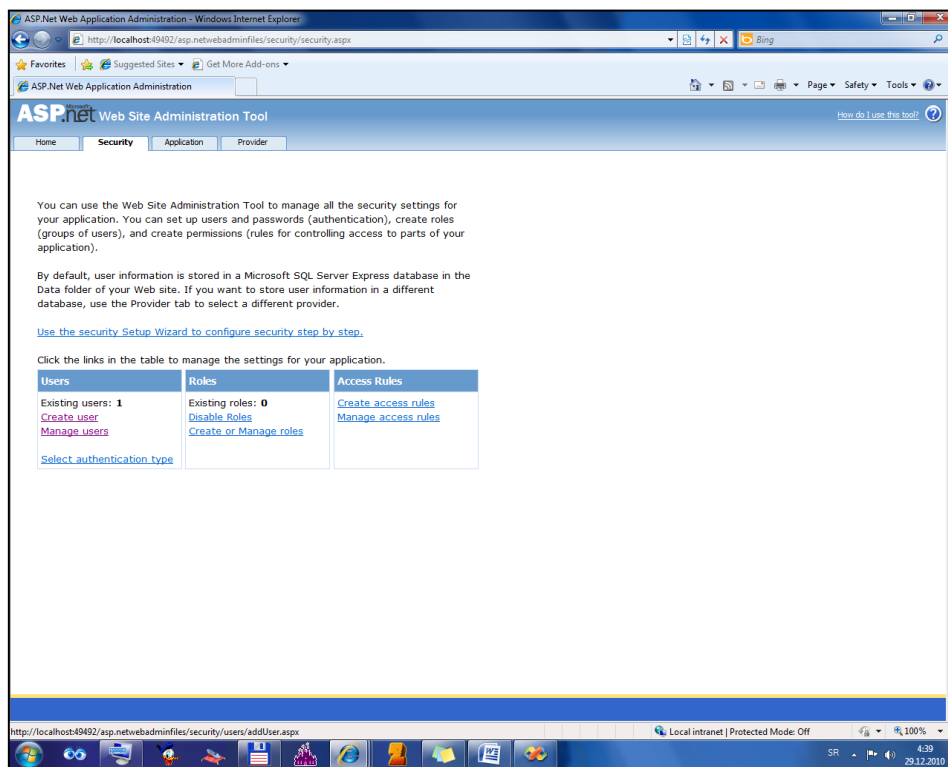 ASP.Net Web Application Administration - Windows Internet Explorer
http://localhost:49492/asp.netwebadminfiles/security/security.aspx
Bing
Favorites Suggested Sites Get More Add-ons
ASP.Net Web Application Administration
Page Safety Tools
Microsoft
ASP.net Web Site Administration Tool
How do I use this tool? ?
Home Security Application Provider
You can use the Web Site Administration Tool to manage all the security settings for
your application. You can set up users and passwords (authentication), create roles
(groups of users), and create permissions (rules for controlling access to parts of your
application).
By default, user information is stored in a Microsoft SQL Server Express database in the
Data folder of your Web site. If you want to store user information in a different
database, use the Provider tab to select a different provider.
Use the security Setup Wizard to configure security step by step.
Click the links in the table to manage the settings for your application.
Users Roles Access Rules
Existing users: 1 Existing roles: 0 Create access rules
Create user Disable Roles Manage access rules
Manage users Create or Manage roles
Select authentication type
http://localhost:49492/asp.netwebadminfiles/security/users/addUser.aspx
Local intranet | Protected Mode: Off
100%
SR
4:39
29.12.2010